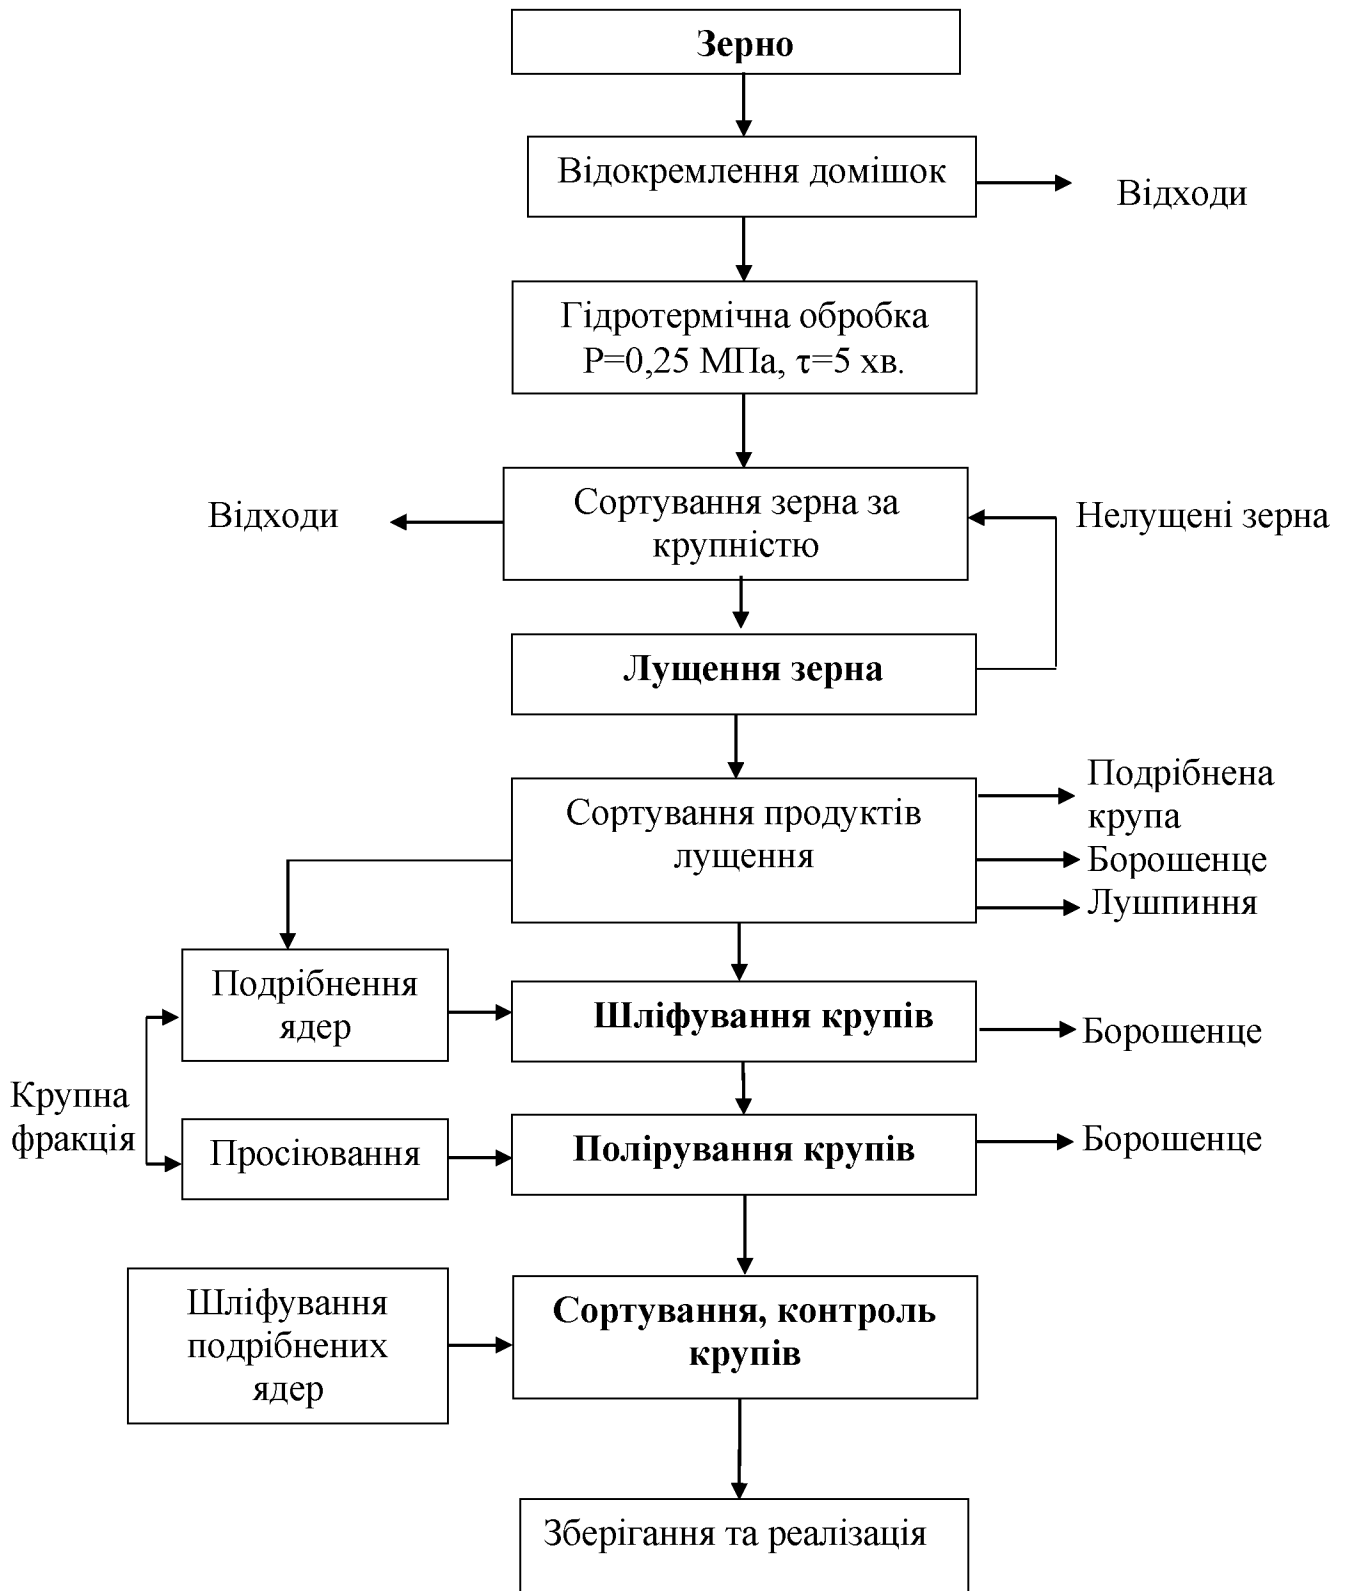 Зерно
Відокремлення домішок
Відходи
Гідротермічна обробка
Р=0,25 МПа, τ=5 хв.
Відходи
Сортування зерна за
крупністю
Нелущені зерна
Лущення зерна
Сортування продуктів
лущення
Подрібнена
крупа
Борошенце
Лушпиння
Подрібнення
ядер
Шліфування крупів
Борошенце
Крупна
фракція
Просіювання
Полірування крупів
Борошенце
Шліфування
подрібнених
ядер
Сортування, контроль
крупів
Зберігання та реалізація